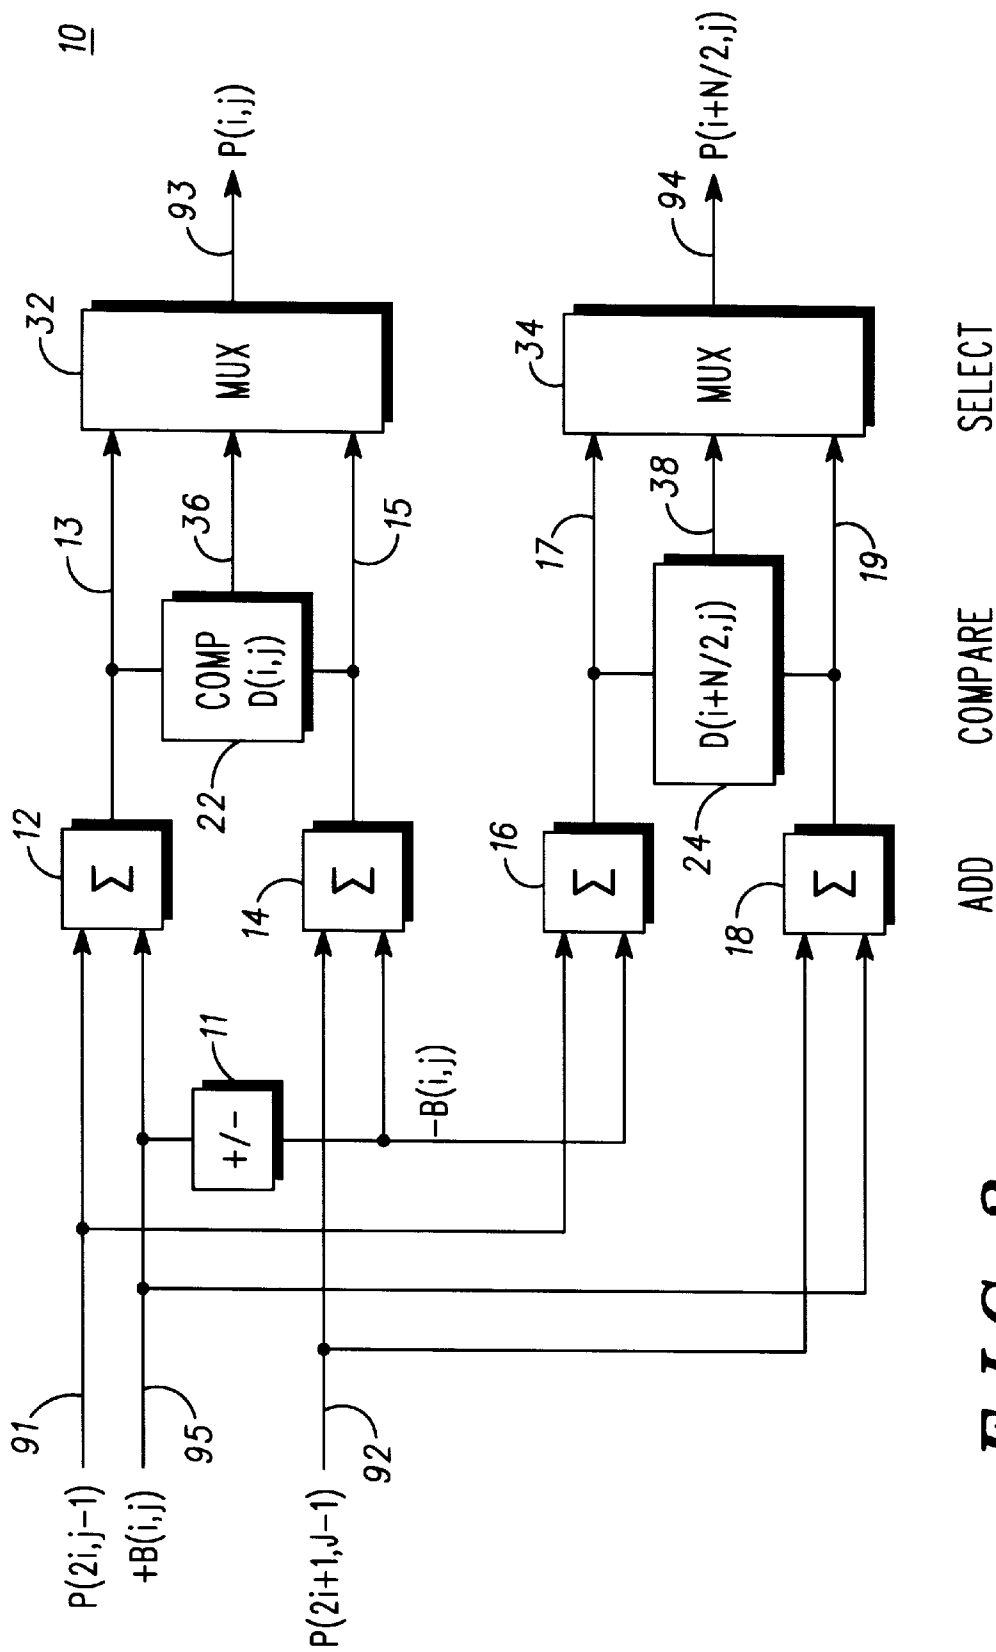 10
91
P(2i,j-1)
+B(i,j)
95
P(2i+1,J-1)
92
11
+/-
-B(i,j)
12
Σ
14
Σ
16
Σ
18
Σ
13
22
COMP
D(i,j)
36
15
17
24
D(i+N/2,j)
38
19
32
MUX
34
MUX
93
P(i,j)
94
P(i+N/2,j)
ADD
COMPARE
SELECT